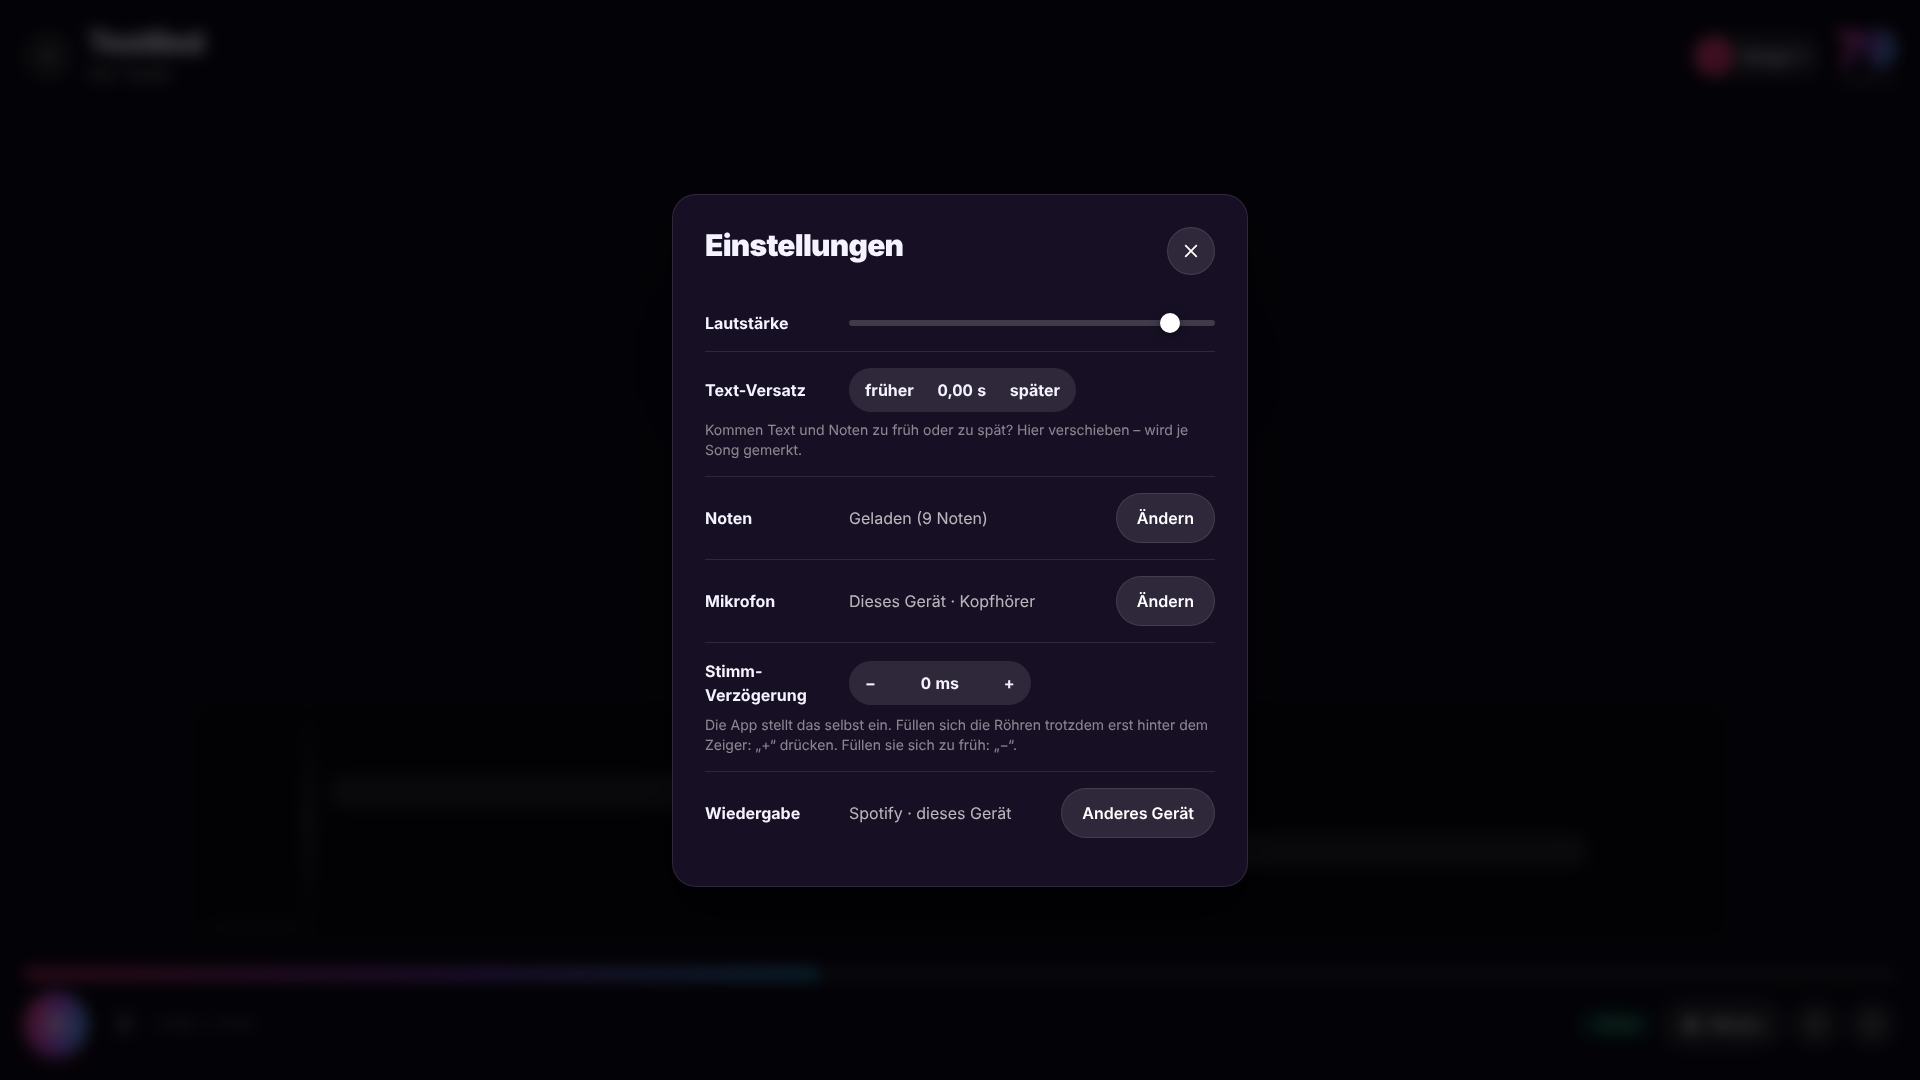 Einstellungen
Lautstärke
Text-Versatz früher 0,00 s später
Kommen Text und Noten zu früh oder zu spät? Hier verschieben – wird je
Song gemerkt.
Noten Geladen (9 Noten) Ändern
Mikrofon Dieses Gerät · Kopfhörer Ändern
Stimm-
Verzögerung
– 0 ms +
Die App stellt das selbst ein. Füllen sich die Röhren trotzdem erst hinter dem
Zeiger: „+“ drücken. Füllen sie sich zu früh: „–“.
Wiedergabe Spotify · dieses Gerät Anderes Gerät